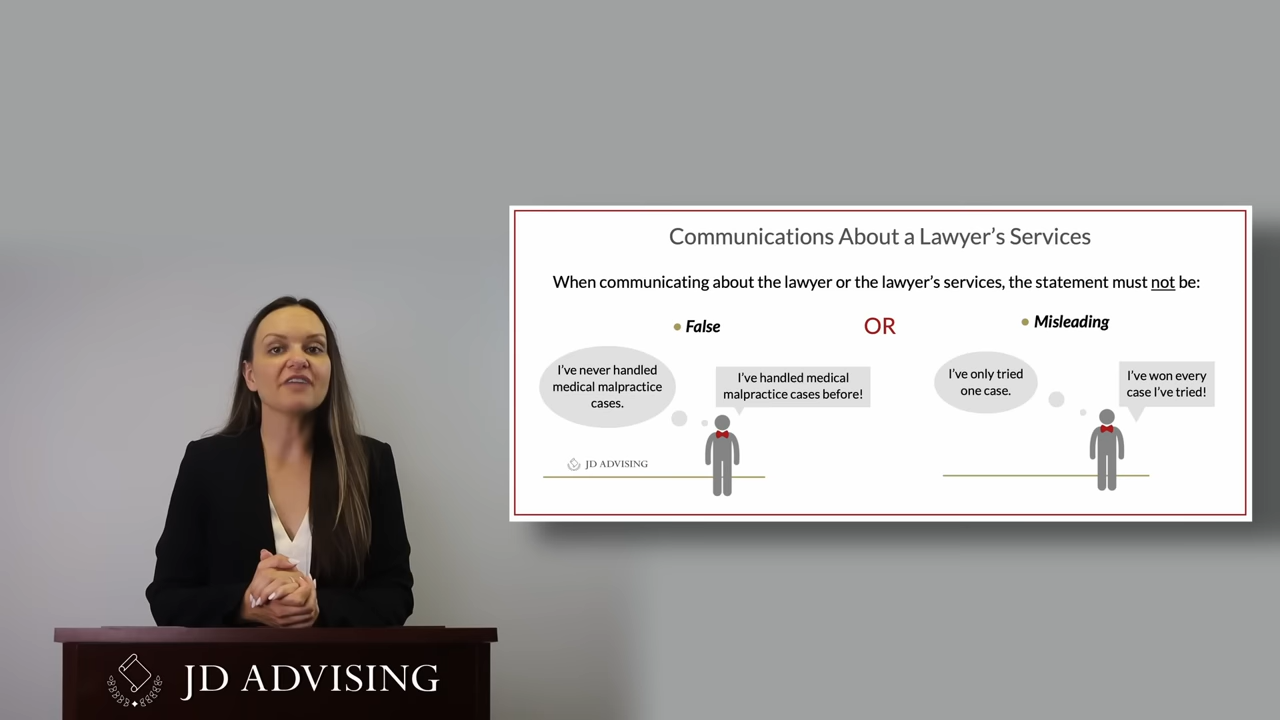 Communications About a Lawyer's Services
When communicating about the lawyer or the lawyer's services, the statement must not be:
• False
OR
• Misleading
I've never handled
medical malpractice
cases.
I've handled medical
malpractice cases before!
I've only tried
one case.
I've won every
case I've tried!
JD ADVISING
JD ADVISING